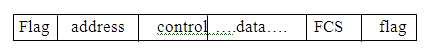 Flag address control ….data…. FCS flag